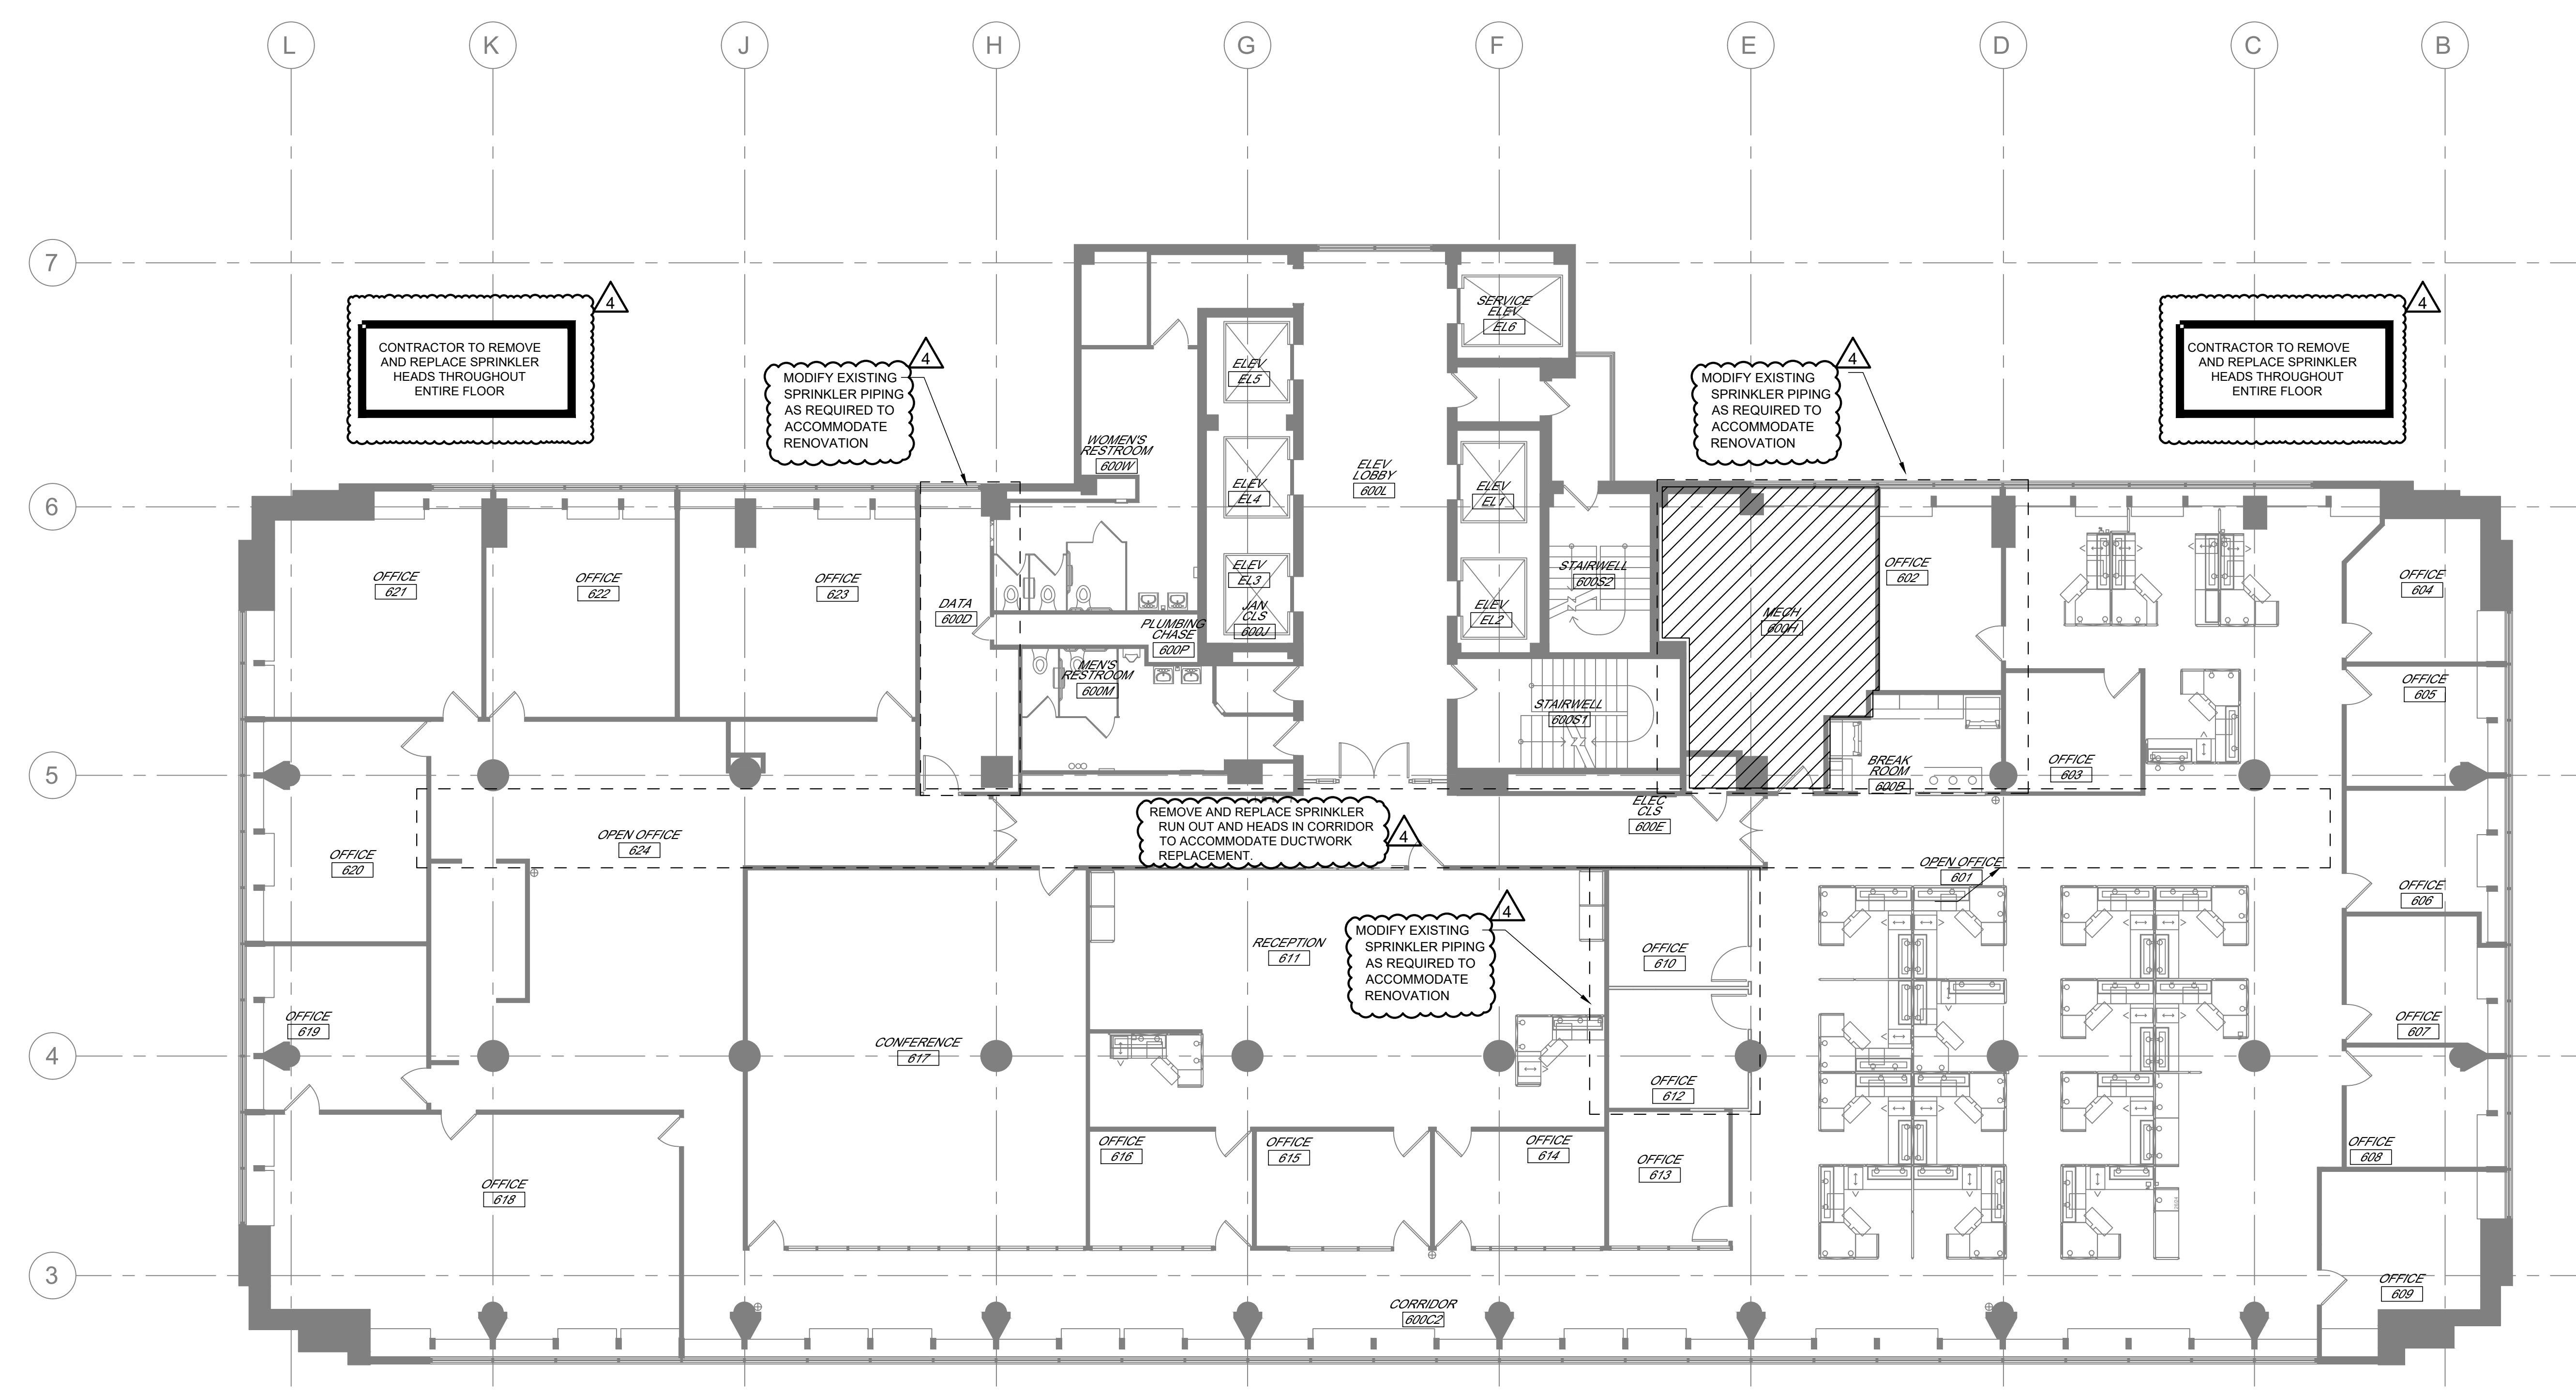 L
K
J
H
G
F
E
D
C
B
7
4
CONTRACTOR TO REMOVE
AND REPLACE SPRINKLER
HEADS THROUGHOUT
ENTIRE FLOOR
4
MODIFY EXISTING
SPRINKLER PIPING
AS REQUIRED TO
ACCOMMODATE
RENOVATION
SERVICE
ELEV
EL6
4
MODIFY EXISTING
SPRINKLER PIPING
AS REQUIRED TO
ACCOMMODATE
RENOVATION
4
CONTRACTOR TO REMOVE
AND REPLACE SPRINKLER
HEADS THROUGHOUT
ENTIRE FLOOR
ELEV
EL5
WOMEN'S
RESTROOM
600W
ELEV
LOBBY
600L
ELEV
EL4
ELEV
EL1
6
OFFICE
621
OFFICE
622
OFFICE
623
DATA
600D
ELEV
EL3
JAN
CLS
600J
PLUMBING
CHASE
600P
ELEV
EL2
STAIRWELL
600S2
MECH
600H
OFFICE
602
OFFICE
604
MEN'S
RESTROOM
600M
STAIRWELL
600S1
OFFICE
605
5
BREAK
ROOM
600B
OFFICE
603
OPEN OFFICE
624
REMOVE AND REPLACE SPRINKLER
RUN OUT AND HEADS IN CORRIDOR
TO ACCOMMODATE DUCTWORK
REPLACEMENT.
4
ELEC
CLS
600E
OFFICE
620
OPEN OFFICE
601
OFFICE
606
RECEPTION
611
4
MODIFY EXISTING
SPRINKLER PIPING
AS REQUIRED TO
ACCOMMODATE
RENOVATION
OFFICE
610
OFFICE
619
OFFICE
607
4
CONFERENCE
617
OFFICE
612
OFFICE
616
OFFICE
615
OFFICE
614
OFFICE
613
OFFICE
608
OFFICE
618
3
CORRIDOR
600C2
OFFICE
609